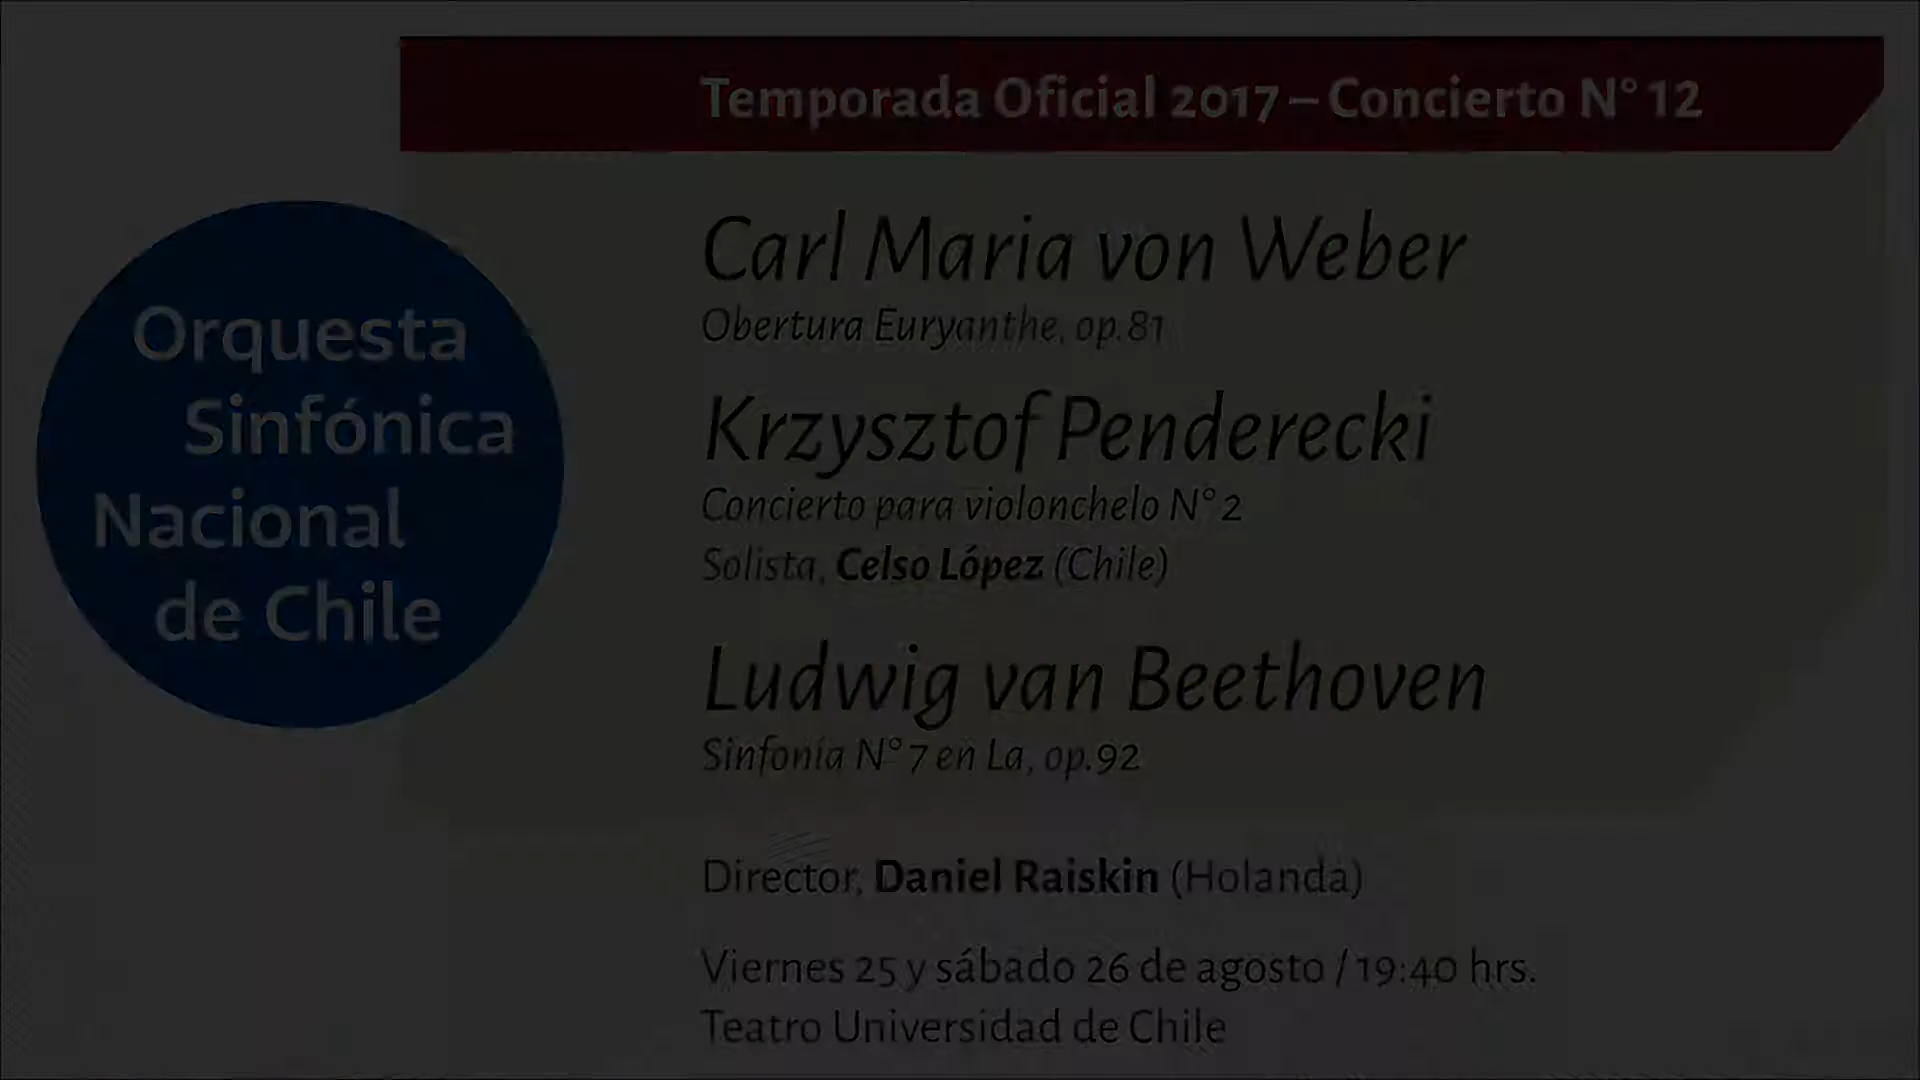 Temporada Oficial 2017 – Concierto N° 12
Orquesta
Sinfónica
Nacional
de Chile
Carl Maria von Weber
Obertura Euryanthe, op.81
Krzysztof Penderecki
Concierto para violonchelo N° 2
Solista, Celso López (Chile)
Ludwig van Beethoven
Sinfonía N° 7 en La, op.92
Director, Daniel Raiskin (Holanda)
Viernes 25 y sábado 26 de agosto / 19:40 hrs.
Teatro Universidad de Chile